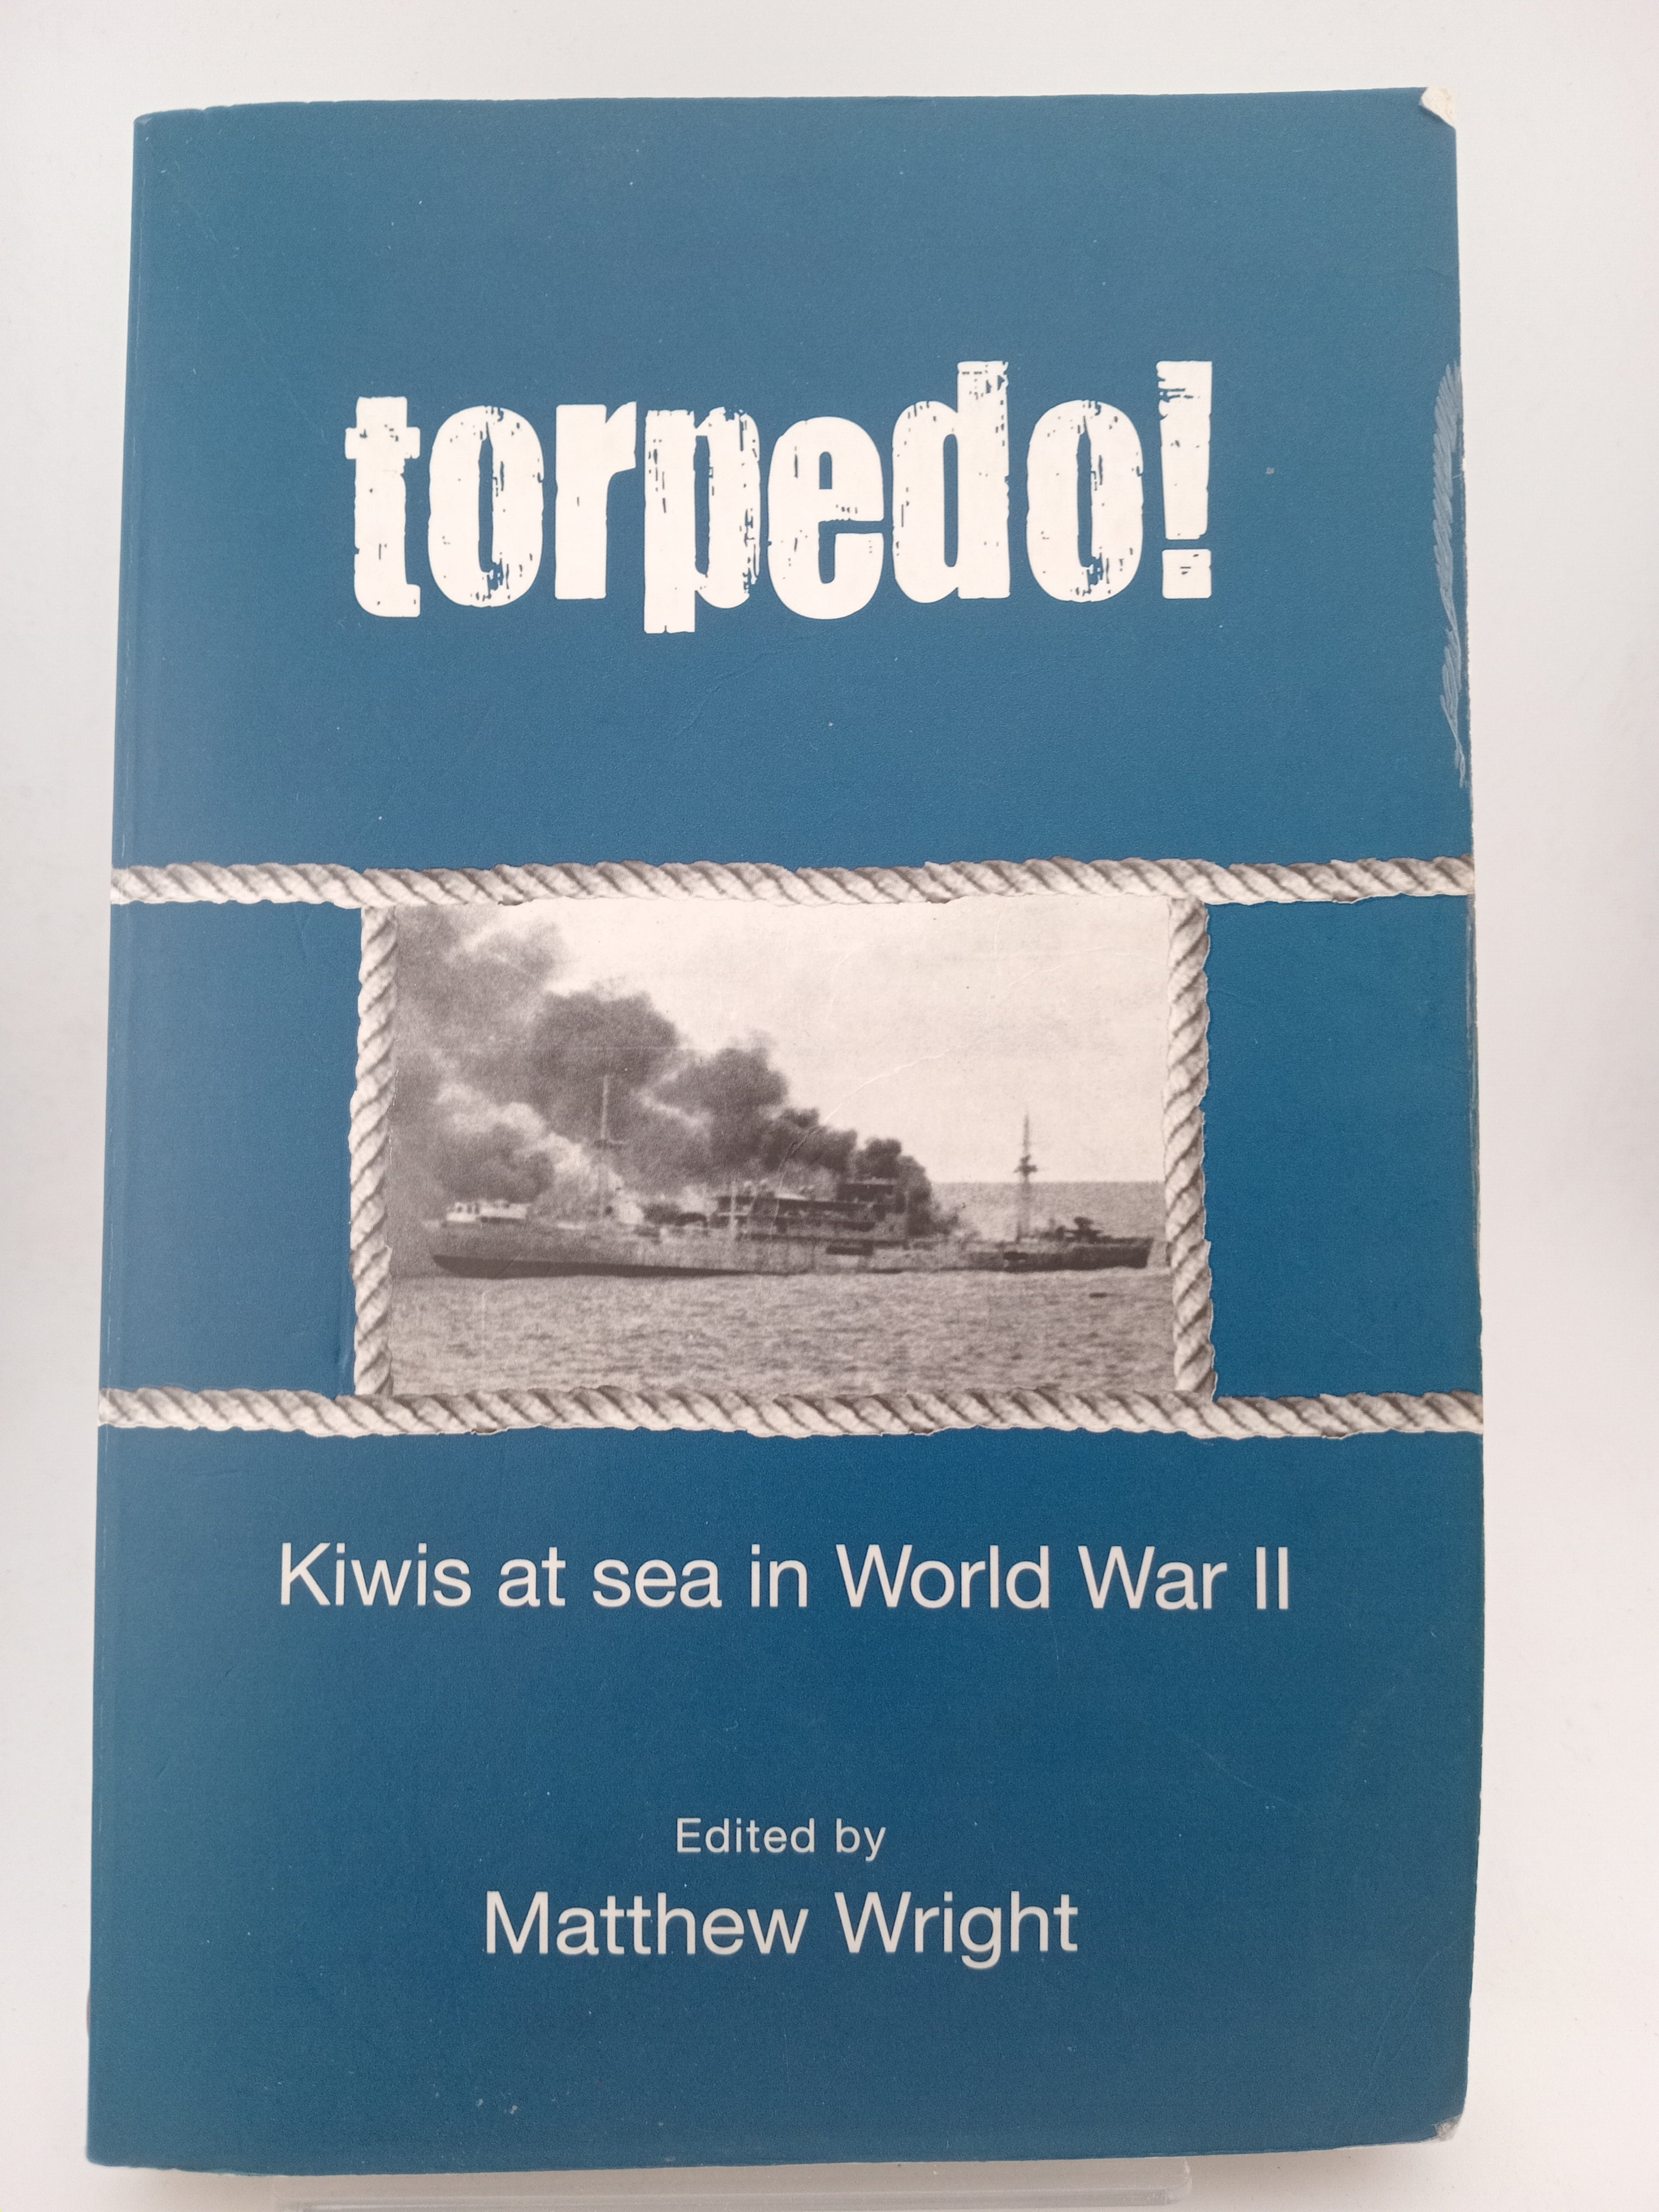 torpedo!
Kiwis at sea in World War II
Edited by
Matthew Wright